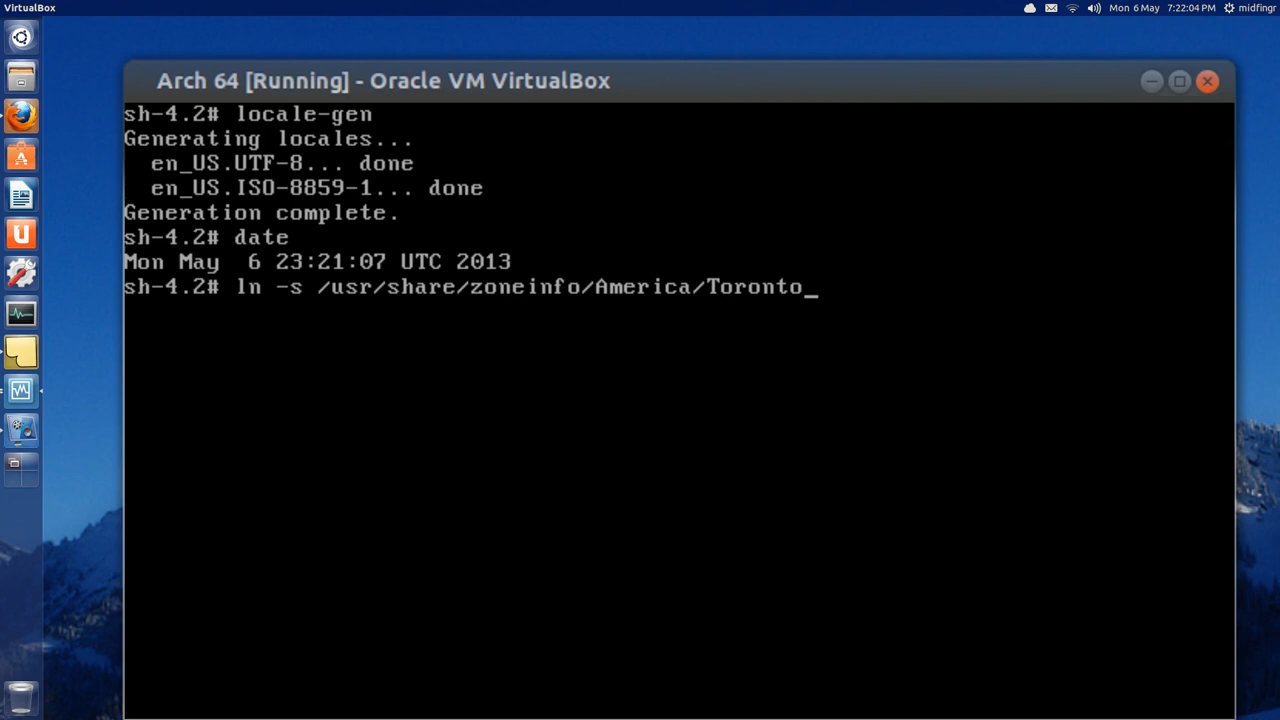 VirtualBox
Mon 6 May 7:22:04 PM midfingr
Arch 64 [Running] - Oracle VM VirtualBox
sh-4.2# locale-gen
Generating locales...
  en_US.UTF-8... done
  en_US.ISO-8859-1... done
Generation complete.
sh-4.2# date
Mon May  6 23:21:07 UTC 2013
sh-4.2# ln -s /usr/share/zoneinfo/America/Toronto_